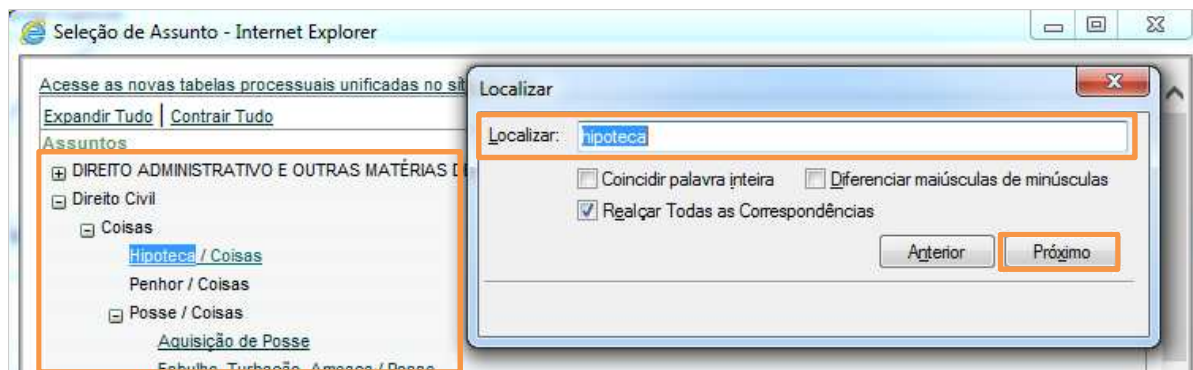 Seleção de Assunto - Internet Explorer
Acesse as novas tabelas processuais unificadas no
Expandir Tudo | Contrair Tudo
Assuntos
DIREITO ADMINISTRATIVO E OUTRAS MATÉRIAS
Direito Civil
Coisas
Hipoteca / Coisas
Penhor / Coisas
Posse / Coisas
Aquisição de Posse
Localizar
Localizar: hipoteca
Coincidir palavra inteira
Diferenciar maiúsculas de minúsculas
Realçar Todas as Correspondências
Anterior
Próximo